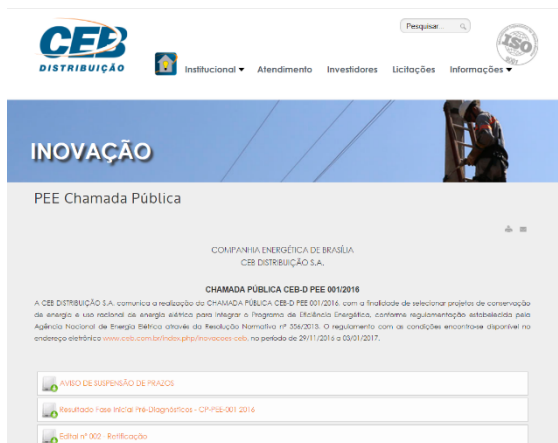 CEB
DISTRIBUIÇÃO
Pesquisar...
ISO
9001
Institucional
Atendimento
Investidores
Licitações
Informações
INOVAÇÃO
PEE Chamada Pública
COMPANHIA ENERGÉTICA DE BRASÍLIA
CEB DISTRIBUIÇÃO S.A.
CHAMADA PÚBLICA CEB-D PEE 001/2016
A CEB DISTRIBUIÇÃO S.A. comunica a realização da CHAMADA PÚBLICA CEB-D PEE 001/2016, com a finalidade de selecionar projetos de conservação
de energia e uso racional de energia elétrica para integrar o Programa de Eficiência Energética, conforme regulamentação estabelecida pela
Agência Nacional de Energia Elétrica através da Resolução Normativa nº 556/2013. O regulamento com as condições encontra-se disponível no
endereço eletrônico www.ceb.com.br/index.php/inovacoes-ceb, no período de 29/11/2016 a 03/01/2017.
AVISO DE SUSPENSÃO DE PRAZOS
Resultado Fase Inicial Pré-Diagnósticos - CP-PEE-001 2016
Edital nº 002 - Retificação